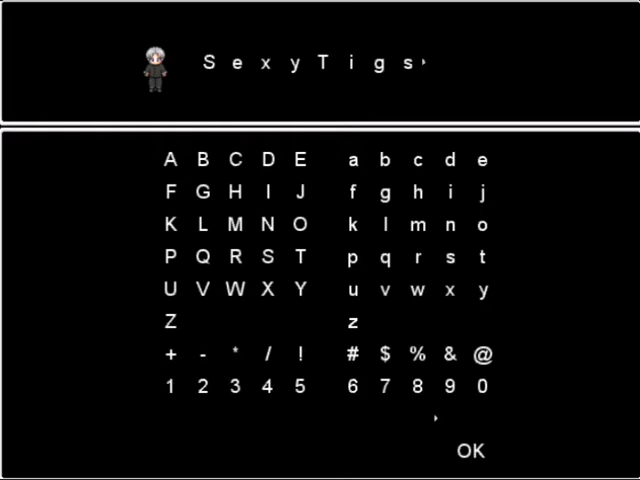 SexyTigs
A B C D E a b c d e
F G H I J f g h i j
K L M N O k l m n o
P Q R S T p q r s t
U V W X Y u v w x y
Z z
+ - * / ! # $ % & @
1 2 3 4 5 6 7 8 9 0
OK